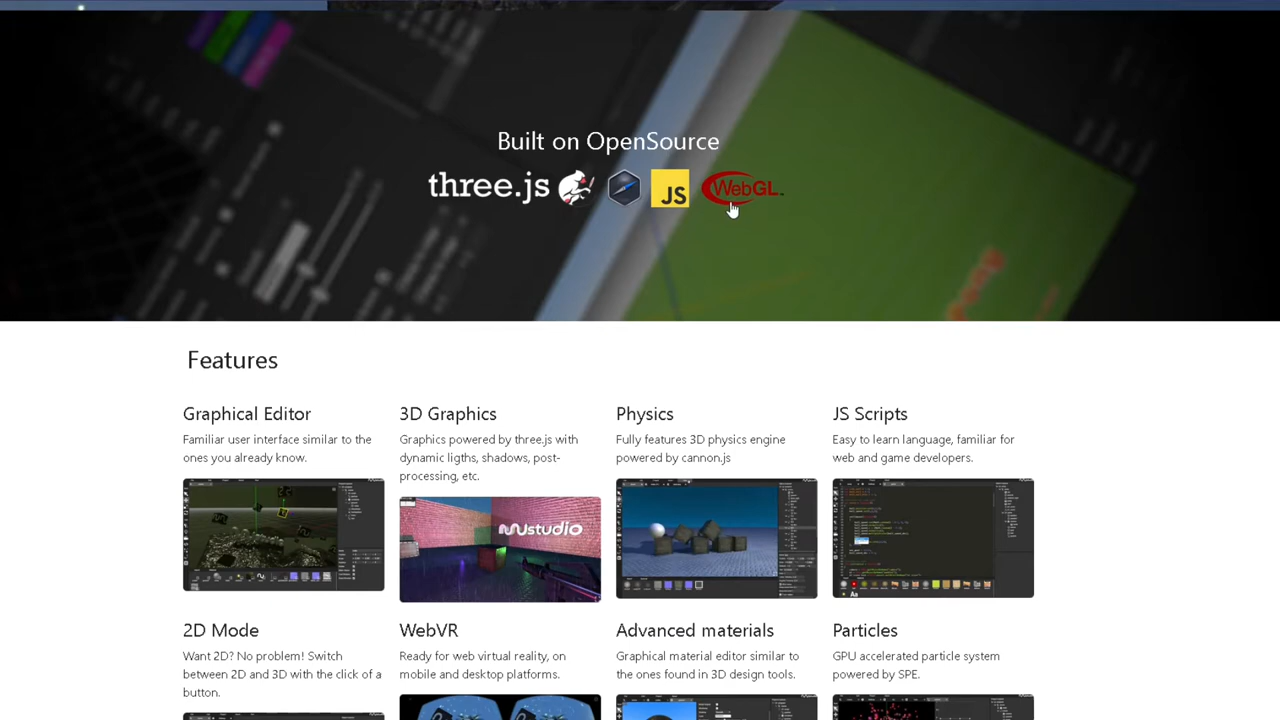 Built on OpenSource
three.js JS WebGL
Features
Graphical Editor
Familiar user interface similar to the
ones you already know.
3D Graphics
Graphics powered by three.js with
dynamic ligths, shadows, post-
processing, etc.
nunustudio
Physics
Fully features 3D physics engine
powered by cannon.js
JS Scripts
Easy to learn language, familiar for
web and game developers.
2D Mode
Want 2D? No problem! Switch
between 2D and 3D with the click of a
button.
WebVR
Ready for web virtual reality, on
mobile and desktop platforms.
Advanced materials
Graphical material editor similar to
the ones found in 3D design tools.
Particles
GPU accelerated particle system
powered by SPE.